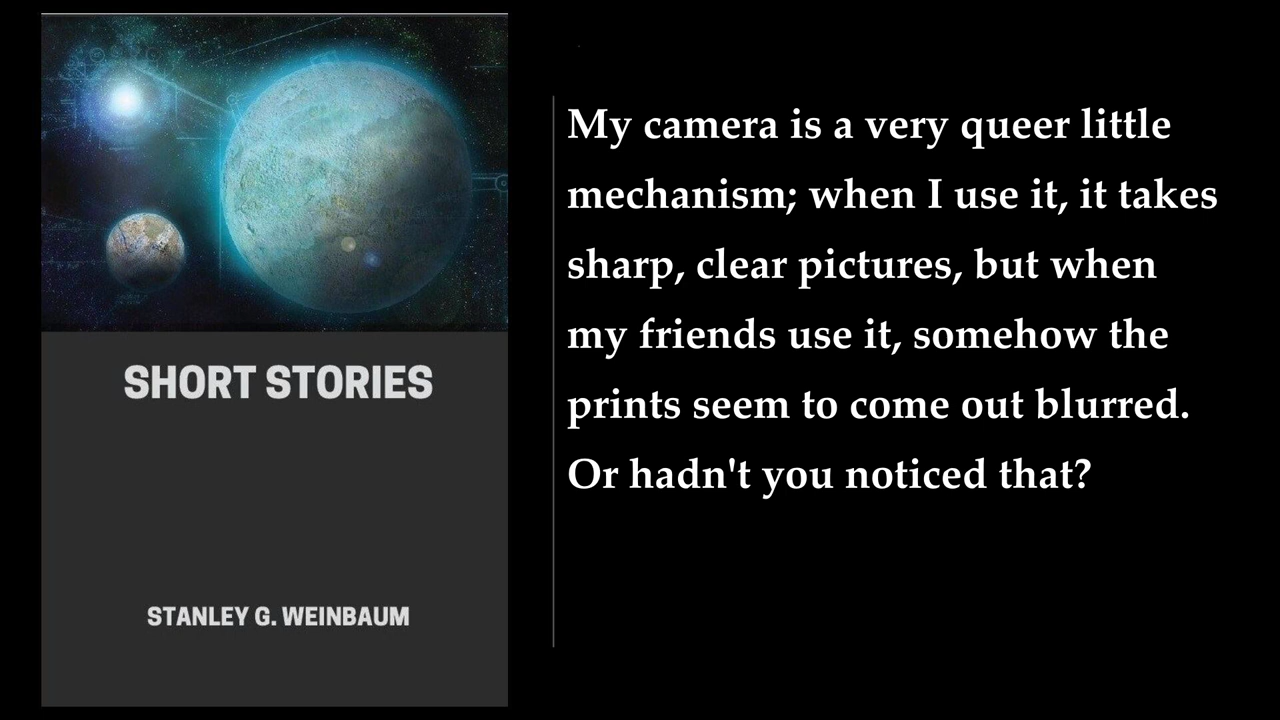 SHORT STORIES
STANLEY G. WEINBAUM
My camera is a very queer little
mechanism; when I use it, it takes
sharp, clear pictures, but when
my friends use it, somehow the
prints seem to come out blurred.
Or hadn't you noticed that?